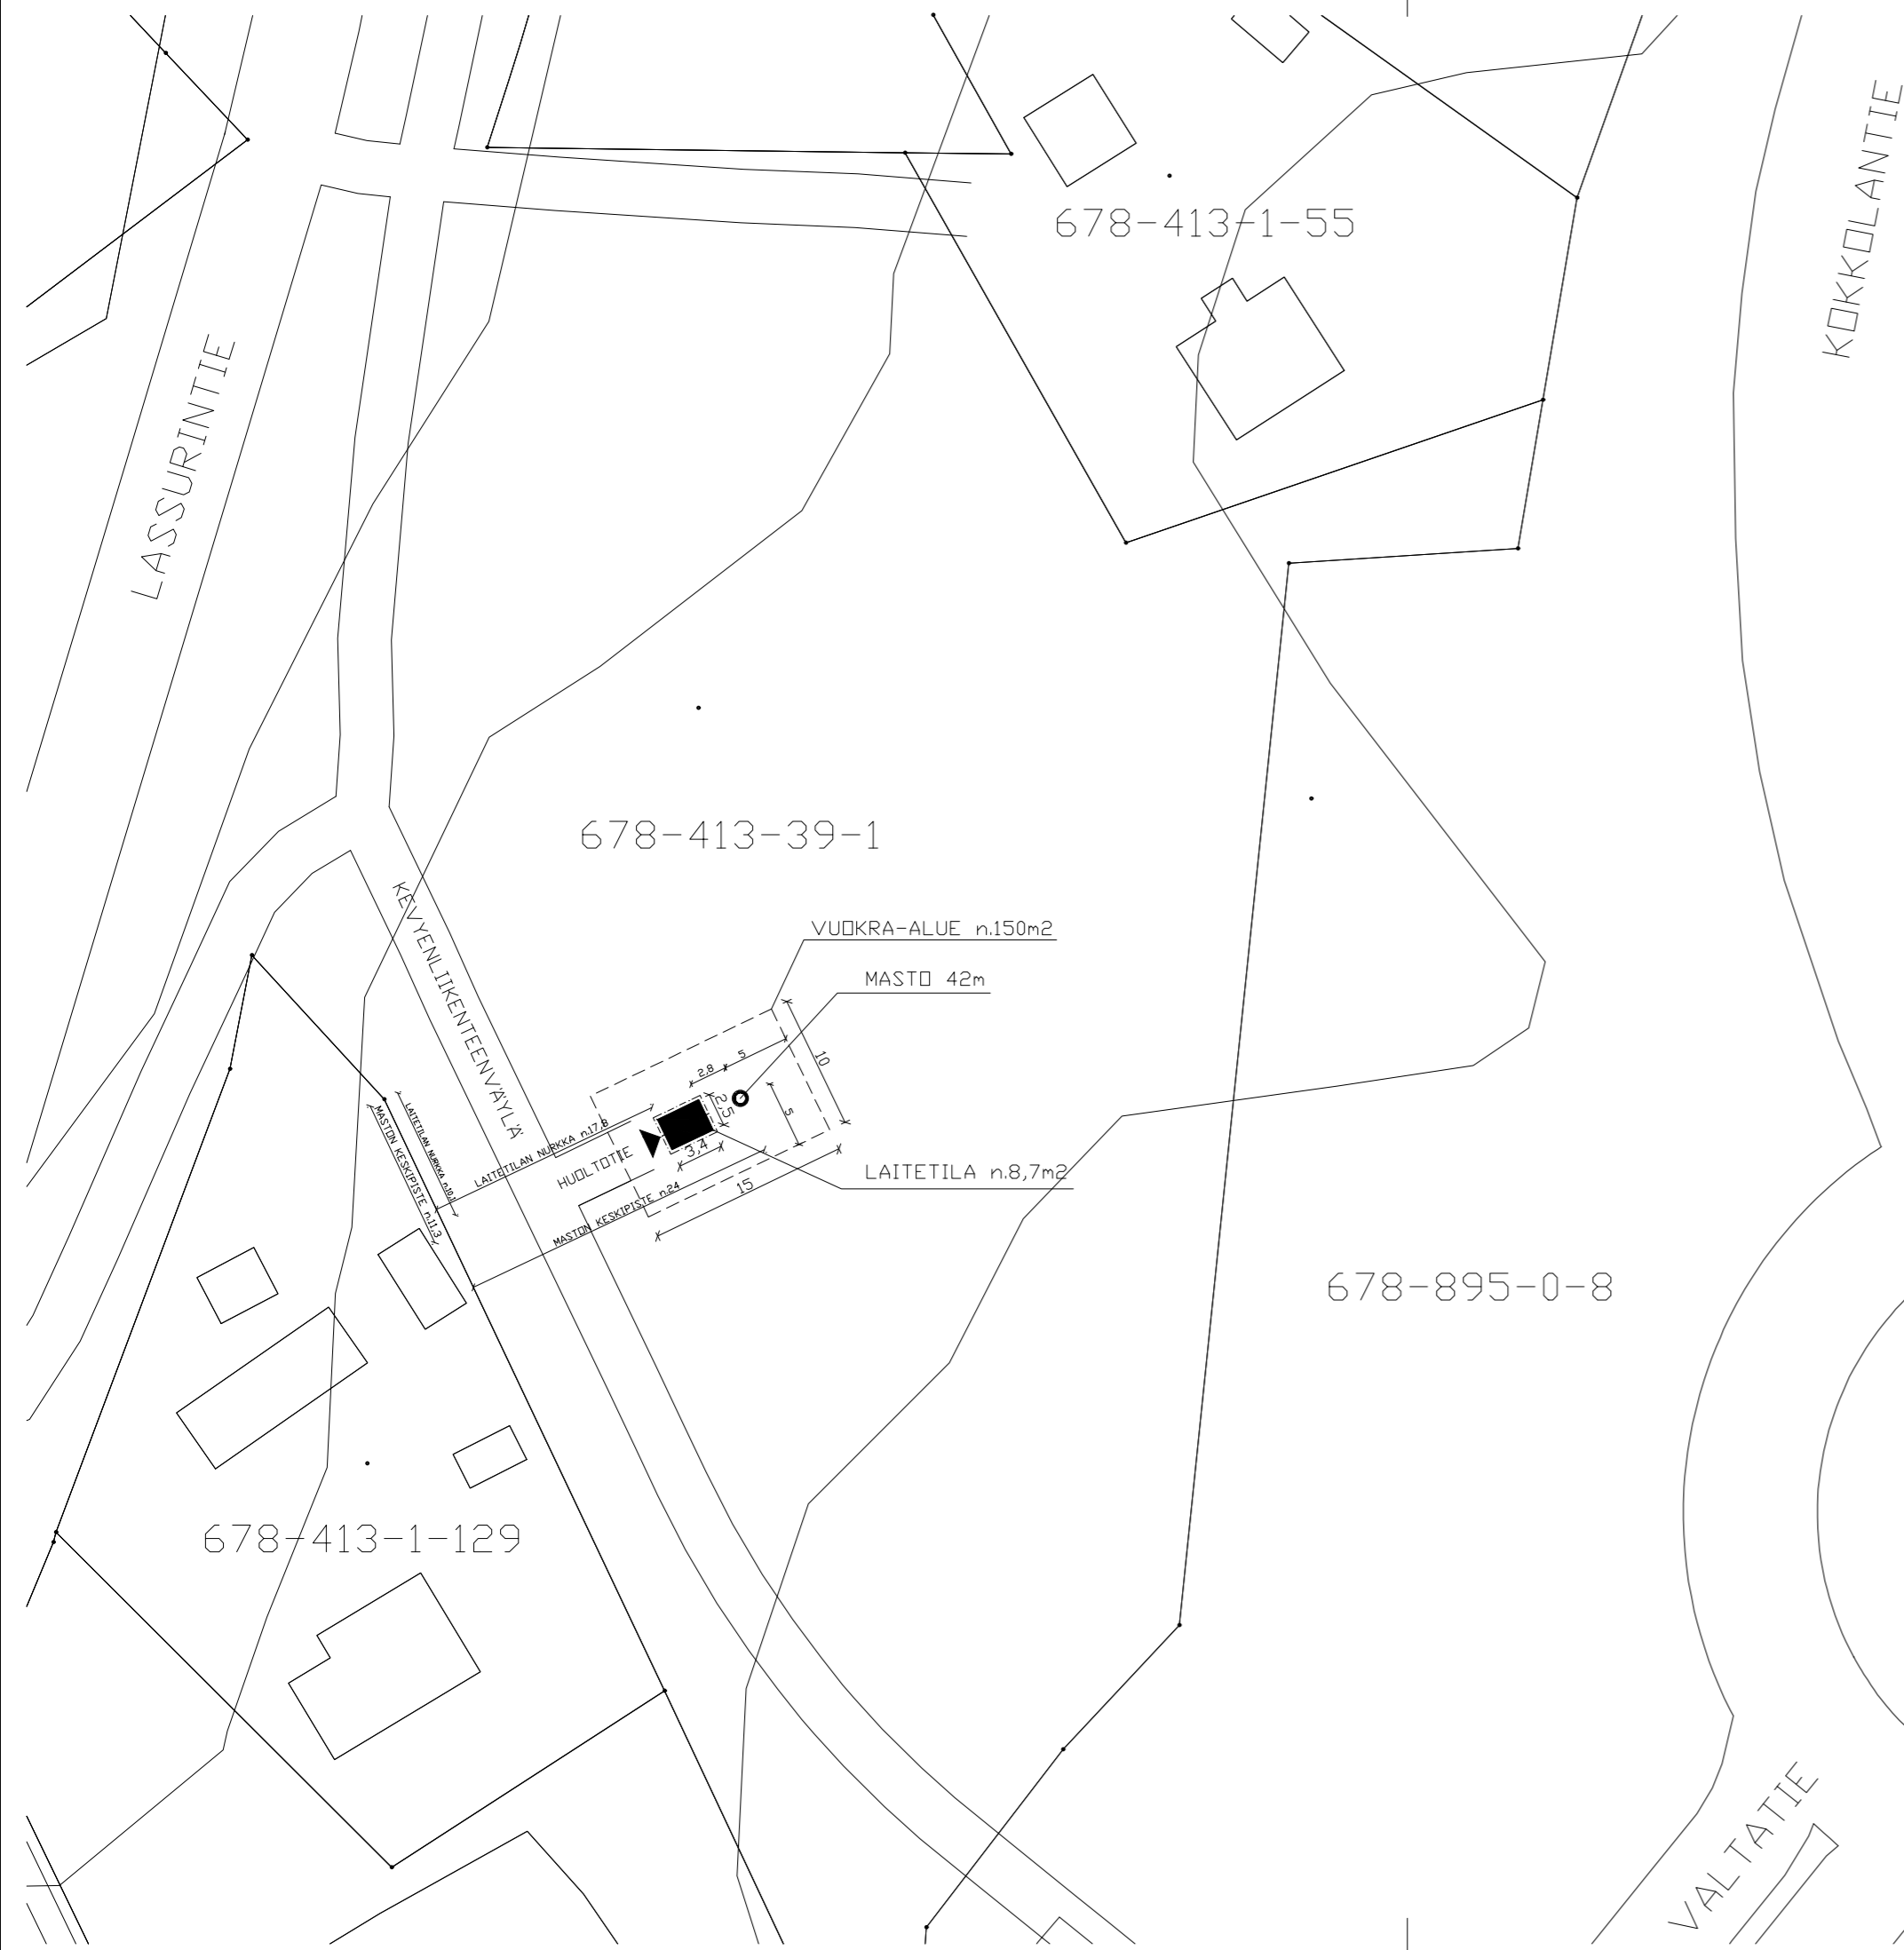 KOKKOLANTIE
678-413-1-55
LASSURINTIE
678-413-39-1
KEVYENLIIKENTEENVÄYLÄ
VUOKRA-ALUE n.150m2
MASTO 42m
10
5
2,8
2,5
5
3,4
LAITETILAN NURKKA n.17,8
HUOLTOTIE
LAITETILAN NURKKA
MASTON KESKIPISTE n.11,3
LAITETILA n.8,7m2
15
MASTON KESKIPISTE n.24
678-895-0-8
678-413-1-129
VALTATIE